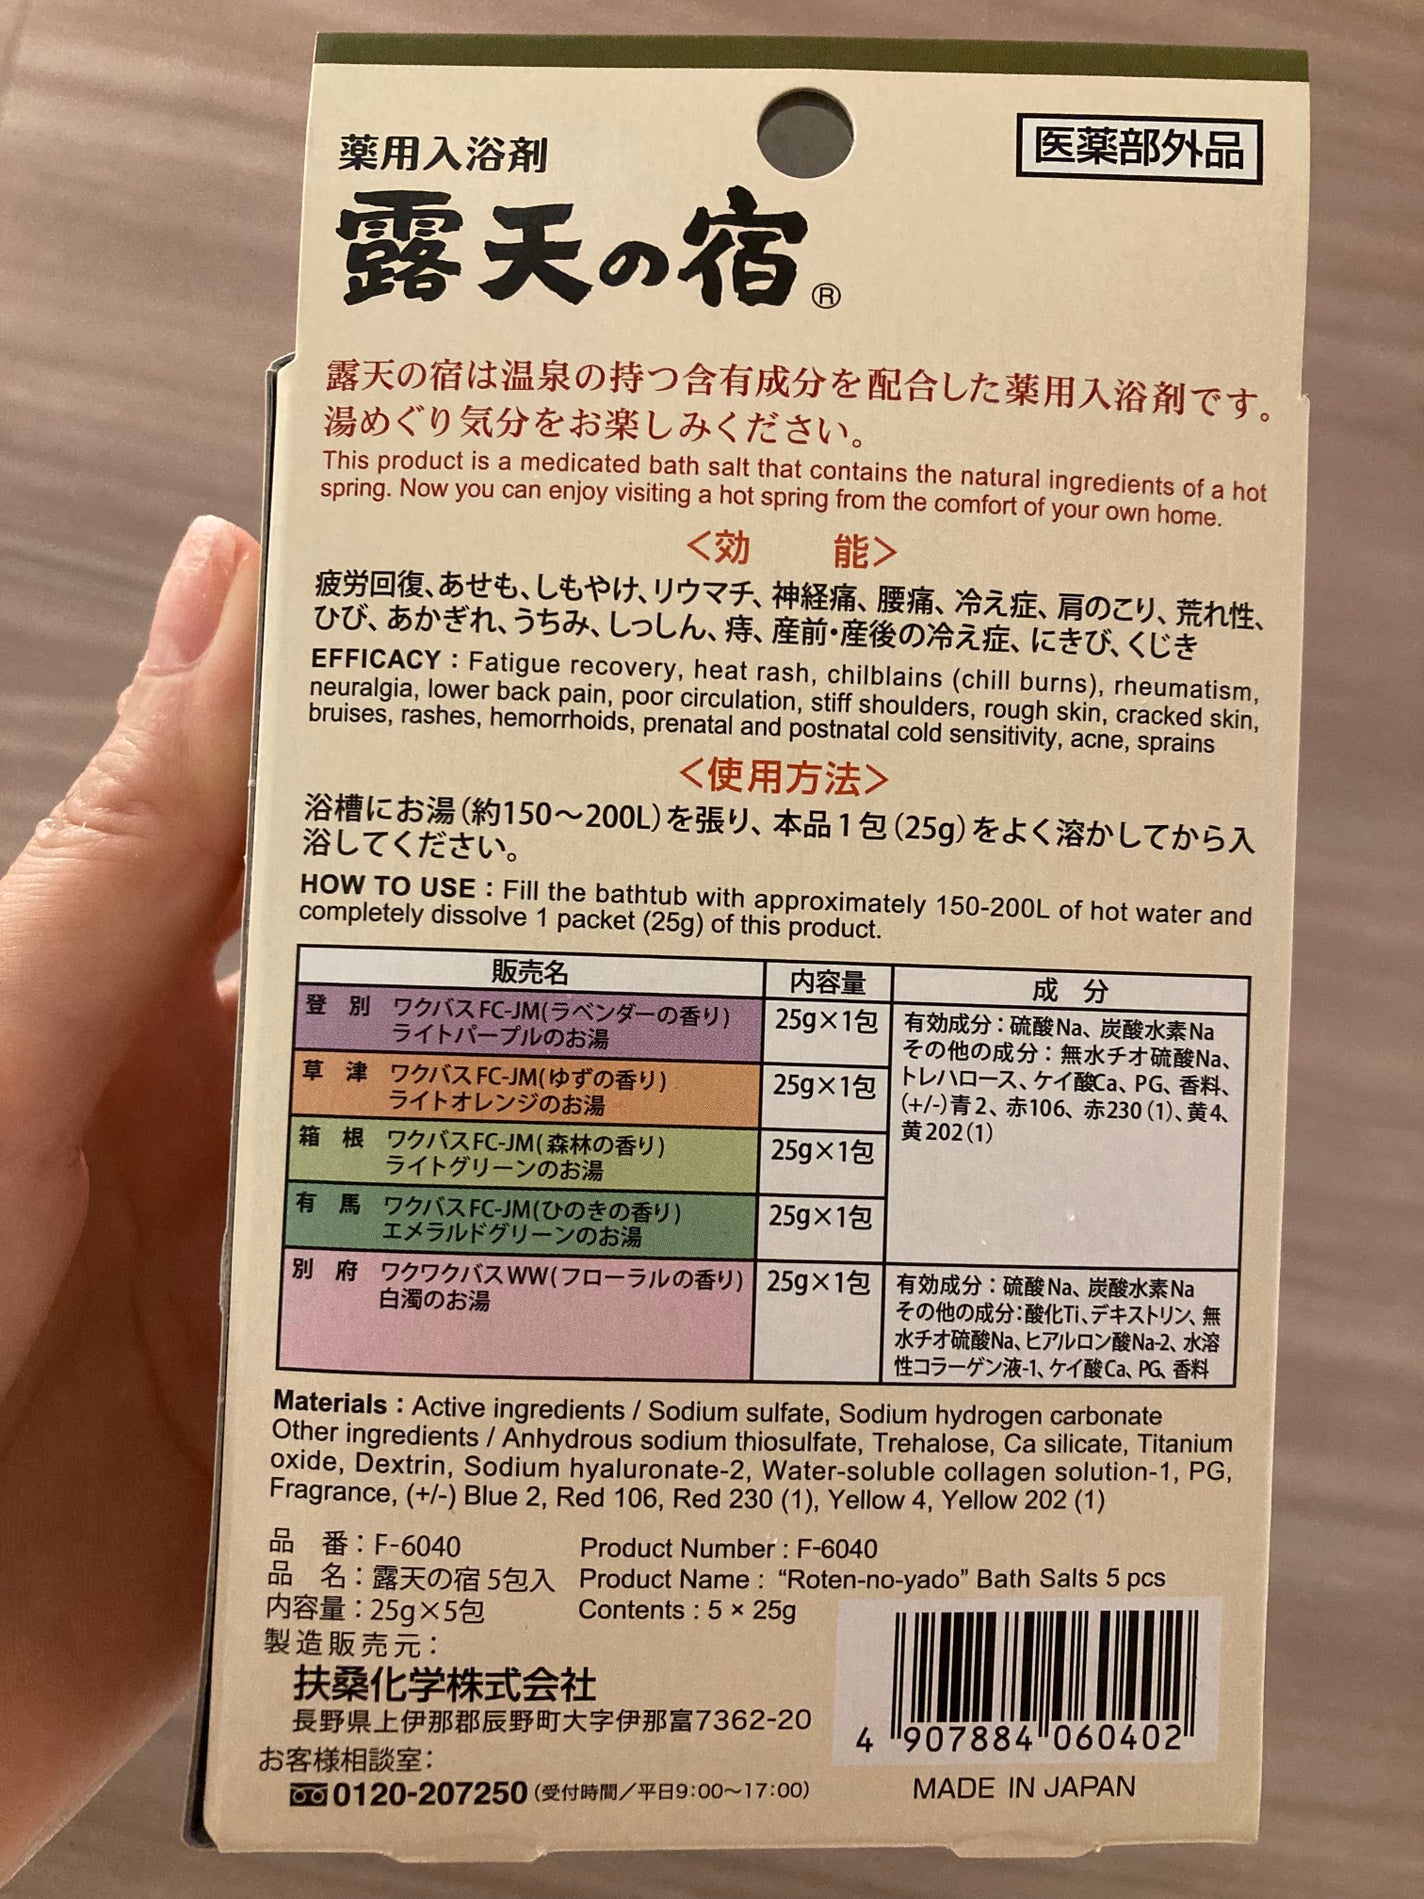 薬用入浴剤
医薬部外品
露天の宿®
露天の宿は温泉の持つ含有成分を配合した薬用入浴剤です。
湯めぐり気分をお楽しみください。
This product is a medicated bath salt that contains the natural ingredients of a hot
spring. Now you can enjoy visiting a hot spring from the comfort of your own home.
＜効　能＞
疲労回復、あせも、しもやけ、リウマチ、神経痛、腰痛、冷え症、肩のこり、荒れ性、
ひび、あかぎれ、うちみ、しっしん、痔、産前・産後の冷え症、にきび、くじき
EFFICACY：Fatigue recovery, heat rash, chilblains (chill burns), rheumatism,
neuralgia, lower back pain, poor circulation, stiff shoulders, rough skin, cracked skin,
bruises, rashes, hemorrhoids, prenatal and postnatal cold sensitivity, acne, sprains
＜使用方法＞
浴槽にお湯（約150～200L）を張り、本品1包（25g）をよく溶かしてから入
浴してください。
HOW TO USE：Fill the bathtub with approximately 150-200L of hot water and
completely dissolve 1 packet (25g) of this product.
販売名 内容量 成　分
登　別 ワクバスFC-JM(ラベンダーの香り)
ライトパープルのお湯
25g×1包
草　津 ワクバスFC-JM(ゆずの香り)
ライトオレンジのお湯
25g×1包
箱　根 ワクバスFC-JM(森林の香り)
ライトグリーンのお湯
25g×1包
有　馬 ワクバスFC-JM(ひのきの香り)
エメラルドグリーンのお湯
25g×1包
有効成分：硫酸Na、炭酸水素Na
その他の成分：無水チオ硫酸Na、
トレハロース、ケイ酸Ca、PG、香料、
(+/-)青2、赤106、赤230（1）、黄4、
黄202（1）
別　府 ワクワクバスWW(フローラルの香り)
白濁のお湯
25g×1包
有効成分：硫酸Na、炭酸水素Na
その他の成分：酸化Ti、デキストリン、無
水チオ硫酸Na、ヒアルロン酸Na-2、水溶
性コラーゲン液-1、ケイ酸Ca、PG、香料
Materials：Active ingredients / Sodium sulfate, Sodium hydrogen carbonate
Other ingredients / Anhydrous sodium thiosulfate, Trehalose, Ca silicate, Titanium
oxide, Dextrin, Sodium hyaluronate-2, Water-soluble collagen solution-1, PG,
Fragrance, (+/-) Blue 2, Red 106, Red 230 (1), Yellow 4, Yellow 202 (1)
品　番：F-6040 Product Number : F-6040
品　名：露天の宿 5包入 Product Name : “Roten-no-yado” Bath Salts 5 pcs
内容量：25g×5包 Contents : 5 × 25g
製造販売元：
扶桑化学株式会社
長野県上伊那郡辰野町大字伊那富7362-20
お客様相談室：
0120-207250（受付時間／平日9：00～17：00）
4 907884 060402
MADE IN JAPAN